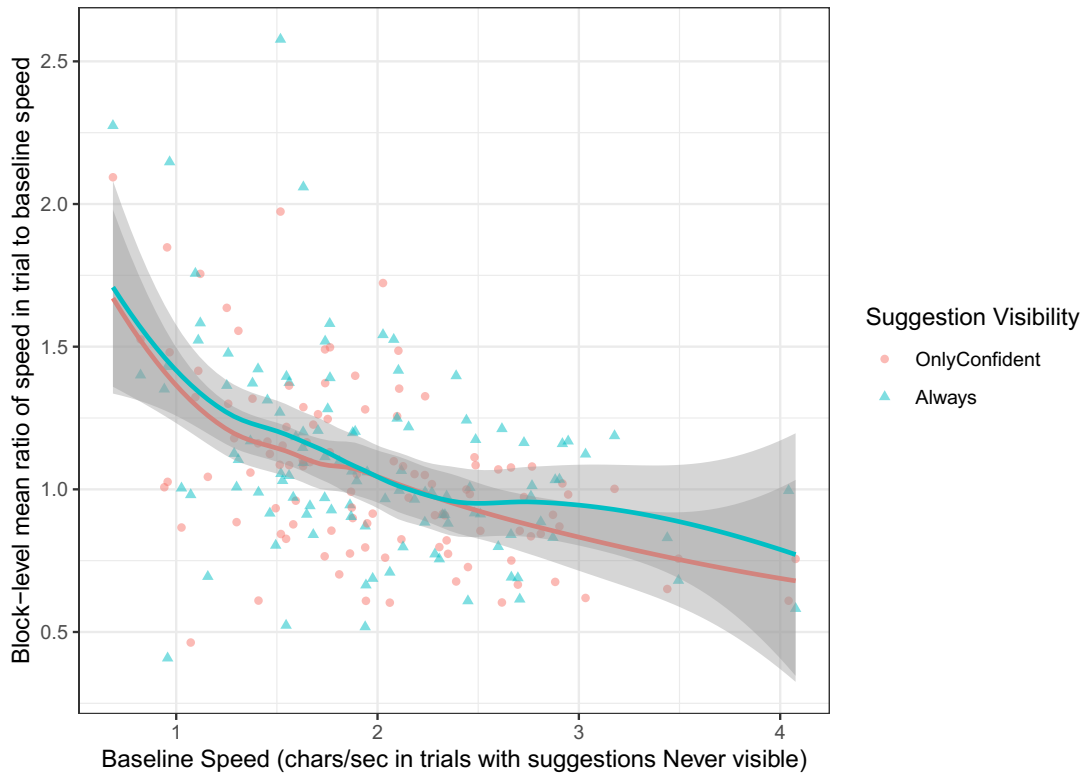 Block−level mean ratio of speed in trial to baseline speed
2.5
2.0
1.5
1.0
0.5
1 2 3 4
Baseline Speed (chars/sec in trials with suggestions Never visible)
Suggestion Visibility
OnlyConfident
Always